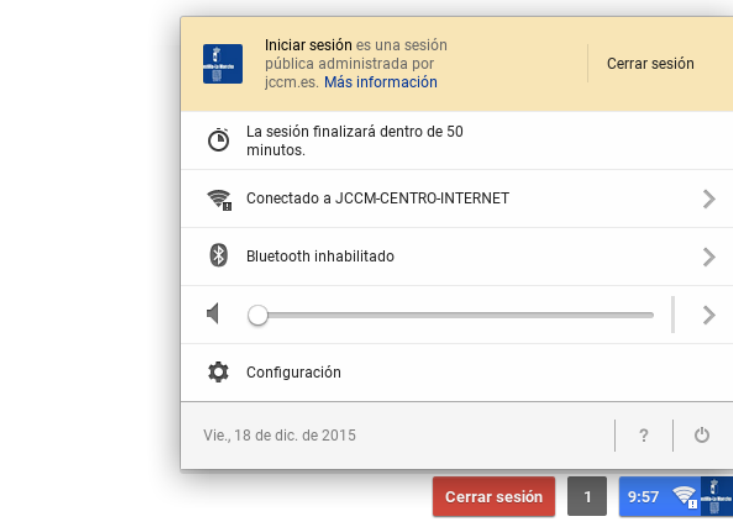 Iniciar sesión es una sesión
pública administrada por
jccm.es. Más información
Cerrar sesión
La sesión finalizará dentro de 50
minutos.
Conectado a JCCM-CENTRO-INTERNET
Bluetooth inhabilitado
Configuración
Vie., 18 de dic. de 2015
?
Cerrar sesión
1
9:57